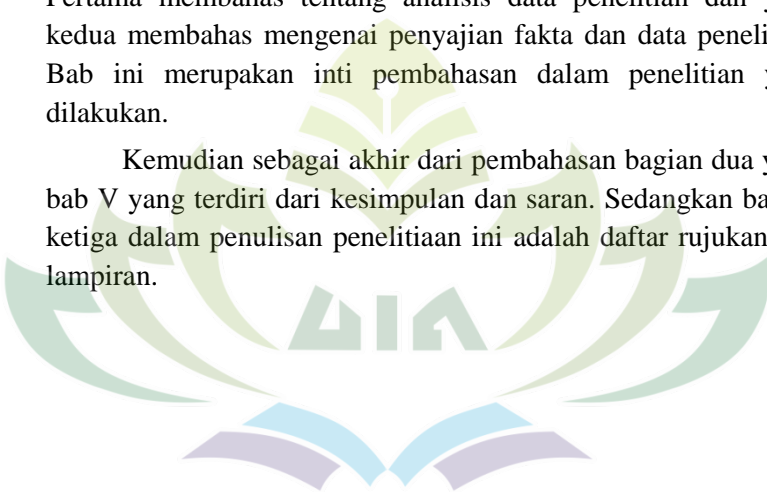 Pertama membahas tentang analisis data penelitian dan
kedua membahas mengenai penyajian fakta dan data
Bab ini merupakan inti pembahasan dalam penelitian
dilakukan.
Kemudian sebagai akhir dari pembahasan bagian dua
bab V yang terdiri dari kesimpulan dan saran. Sedangkan
ketiga dalam penulisan penelitiaan ini adalah daftar rujukan
lampiran.